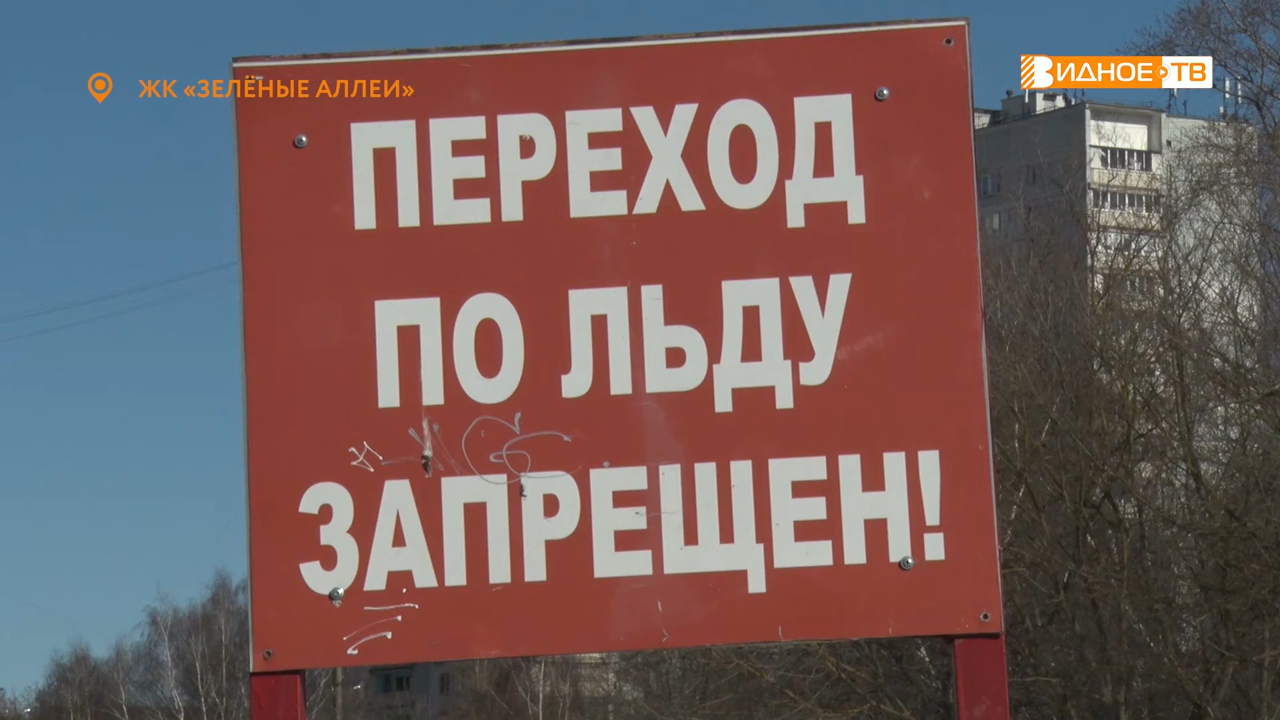 ЖК «ЗЕЛЁНЫЕ АЛЛЕИ»
ВИДНОЕ ТВ
ПЕРЕХОД
ПО ЛЬДУ
ЗАПРЕЩЕН!